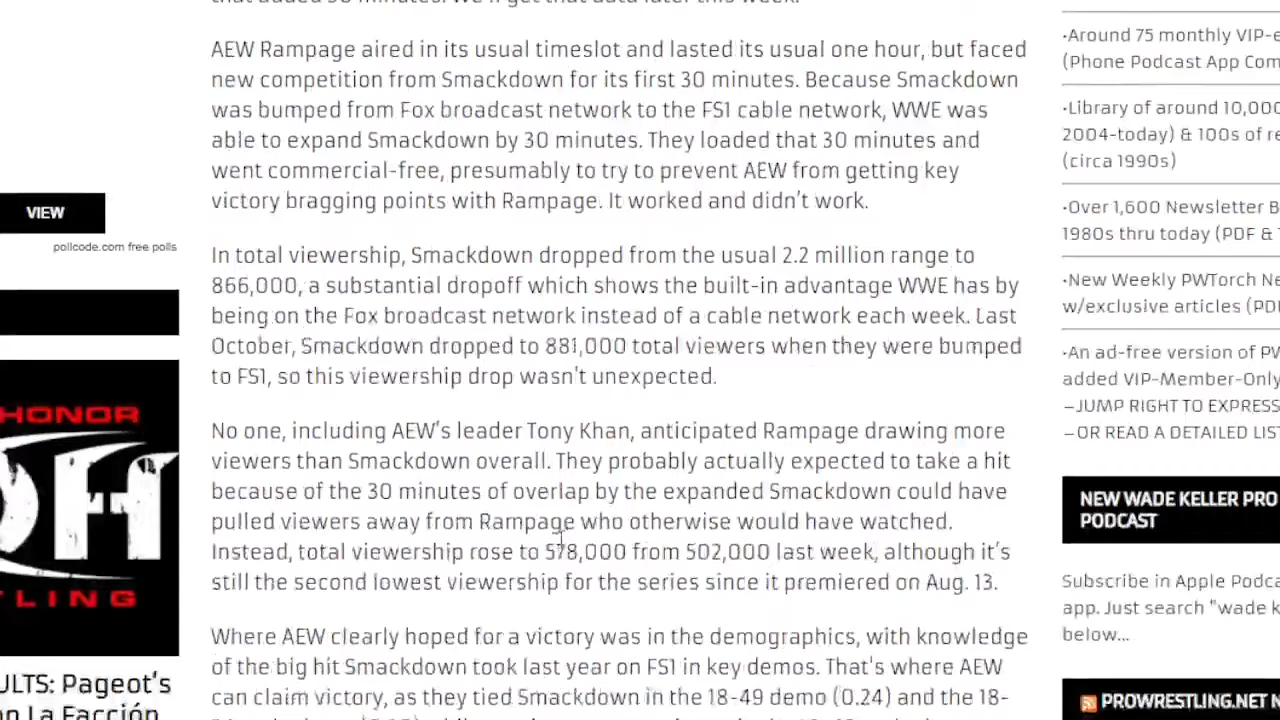 AEW Rampage aired in its usual timeslot and lasted its usual one hour, but faced
new competition from Smackdown for its first 30 minutes. Because Smackdown
was bumped from Fox broadcast network to the FS1 cable network, WWE was
able to expand Smackdown by 30 minutes. They loaded that 30 minutes and
went commercial-free, presumably to try to prevent AEW from getting key
victory bragging points with Rampage. It worked and didn't work.
In total viewership, Smackdown dropped from the usual 2.2 million range to
866,000, a substantial dropoff which shows the built-in advantage WWE has by
being on the Fox broadcast network instead of a cable network each week. Last
October, Smackdown dropped to 881,000 total viewers when they were bumped
to FS1, so this viewership drop wasn't unexpected.
No one, including AEW's leader Tony Khan, anticipated Rampage drawing more
viewers than Smackdown overall. They probably actually expected to take a hit
because of the 30 minutes of overlap by the expanded Smackdown could have
pulled viewers away from Rampage who otherwise would have watched.
Instead, total viewership rose to 578,000 from 502,000 last week, although it's
still the second lowest viewership for the series since it premiered on Aug. 13.
Where AEW clearly hoped for a victory was in the demographics, with knowledge
of the big hit Smackdown took last year on FS1 in key demos. That's where AEW
can claim victory, as they tied Smackdown in the 18-49 demo (0.24) and the 18-
VIEW
pollcode.com free polls
HONOR
LING
ULTS: Pageot's
on La Facción
•Around 75 monthly VIP-e
(Phone Podcast App Com
•Library of around 10,000
2004-today) & 100s of re
(circa 1990s)
•Over 1,600 Newsletter B
1980s thru today (PDF &
•New Weekly PWTorch Ne
w/exclusive articles (PD
•An ad-free version of PW
added VIP-Member-Only
–JUMP RIGHT TO EXPRESS
–OR READ A DETAILED LIST
NEW WADE KELLER PRO
PODCAST
Subscribe in Apple Podca
app. Just search "wade k
below...
PROWRESTLING.NET N